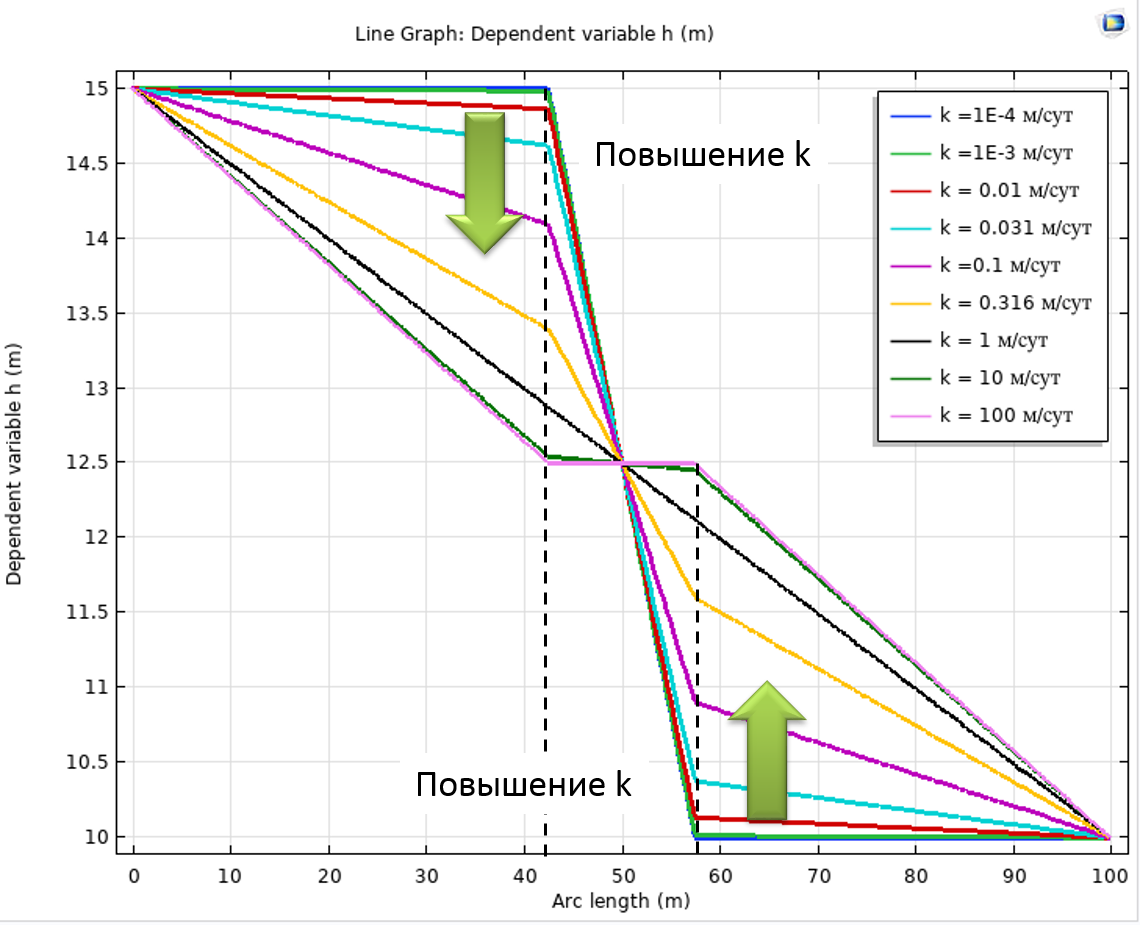 Line Graph: Dependent variable h (m)
Dependent variable h (m)
15
14.5
14
13.5
13
12.5
12
11.5
11
10.5
10
Повышение k
Повышение k
k =1E-4 м/сут
k =1E-3 м/сут
k = 0.01 м/сут
k = 0.031 м/сут
k =0.1 м/сут
k = 0.316 м/сут
k = 1 м/сут
k = 10 м/сут
k = 100 м/сут
0 10 20 30 40 50 60 70 80 90 100
Arc length (m)